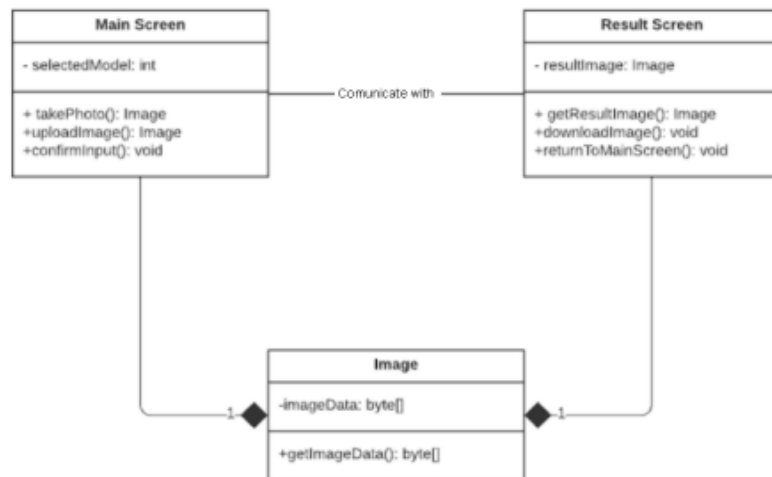 Main Screen
- selectedModel: int
+ takePhoto(): Image
+uploadImage(): Image
+confirmInput(): void
Comunicate with
Result Screen
- resultImage: Image
+ getResultImage(): Image
+downloadImage(): void
+returnToMainScreen(): void
Image
-imageData: byte[]
+getImageData(): byte[]
1
1